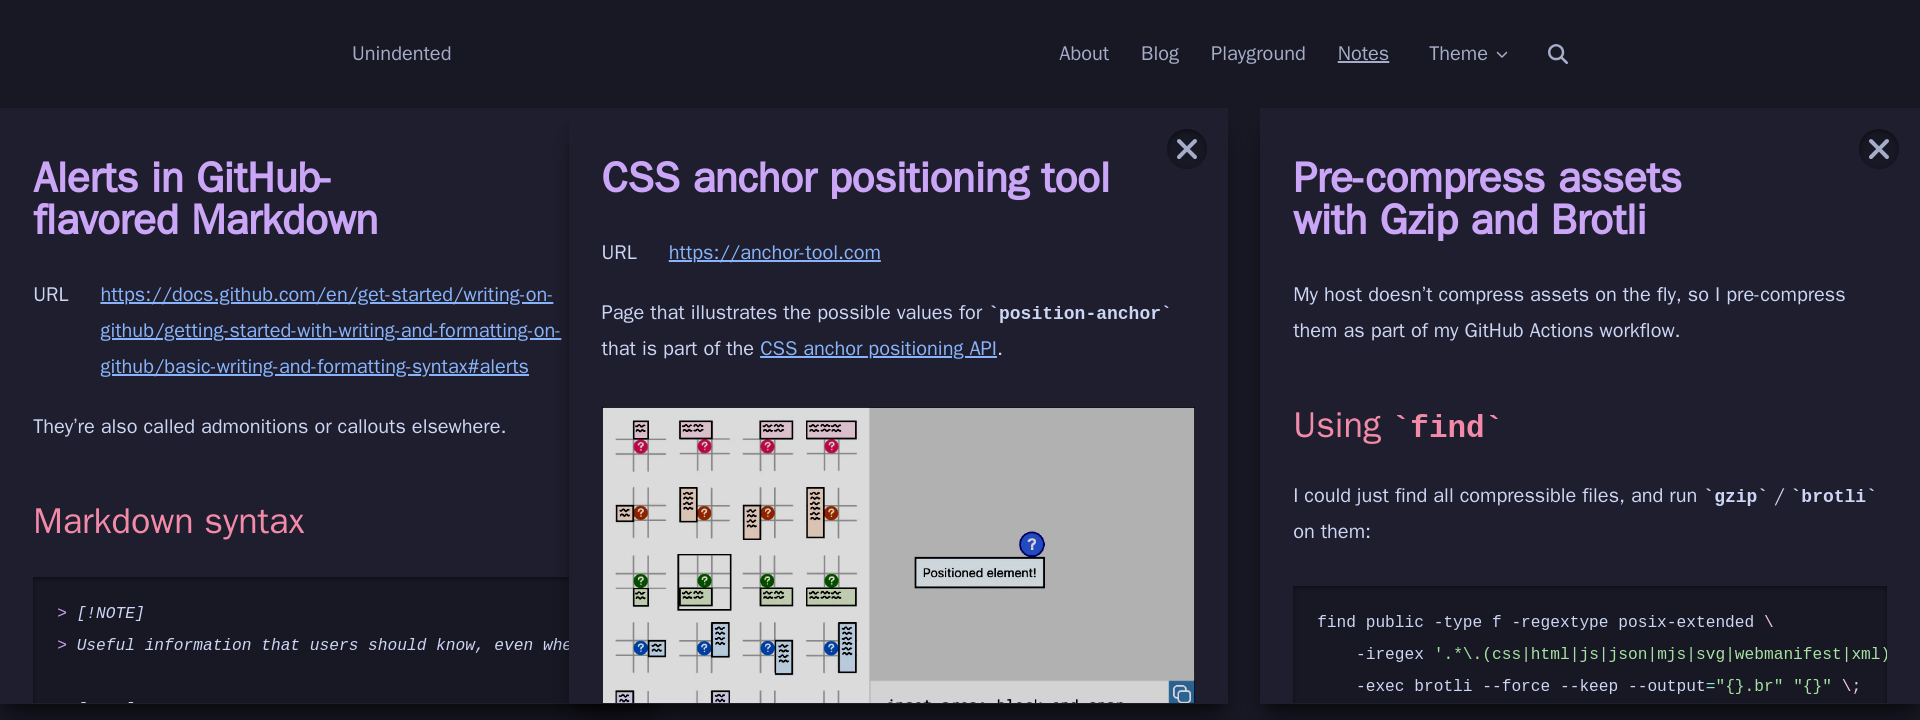 Unindented
About Blog Playground Notes Theme
Alerts in GitHub-
flavored Markdown
URL https://docs.github.com/en/get-started/writing-on-
github/getting-started-with-writing-and-formatting-on-
github/basic-writing-and-formatting-syntax#alerts
They’re also called admonitions or callouts elsewhere.
Markdown syntax
> [!NOTE]
> Useful information that users should know, even whe
CSS anchor positioning tool
URL https://anchor-tool.com
Page that illustrates the possible values for `position-anchor`
that is part of the CSS anchor positioning API.
?
Positioned element!
Pre-compress assets
with Gzip and Brotli
My host doesn’t compress assets on the fly, so I pre-compress
them as part of my GitHub Actions workflow.
Using `find`
I could just find all compressible files, and run `gzip` / `brotli`
on them:
find public -type f -regextype posix-extended \
-iregex '.*\.(css|html|js|json|mjs|svg|webmanifest|xml)
-exec brotli --force --keep --output="{}.br" "{}" \;